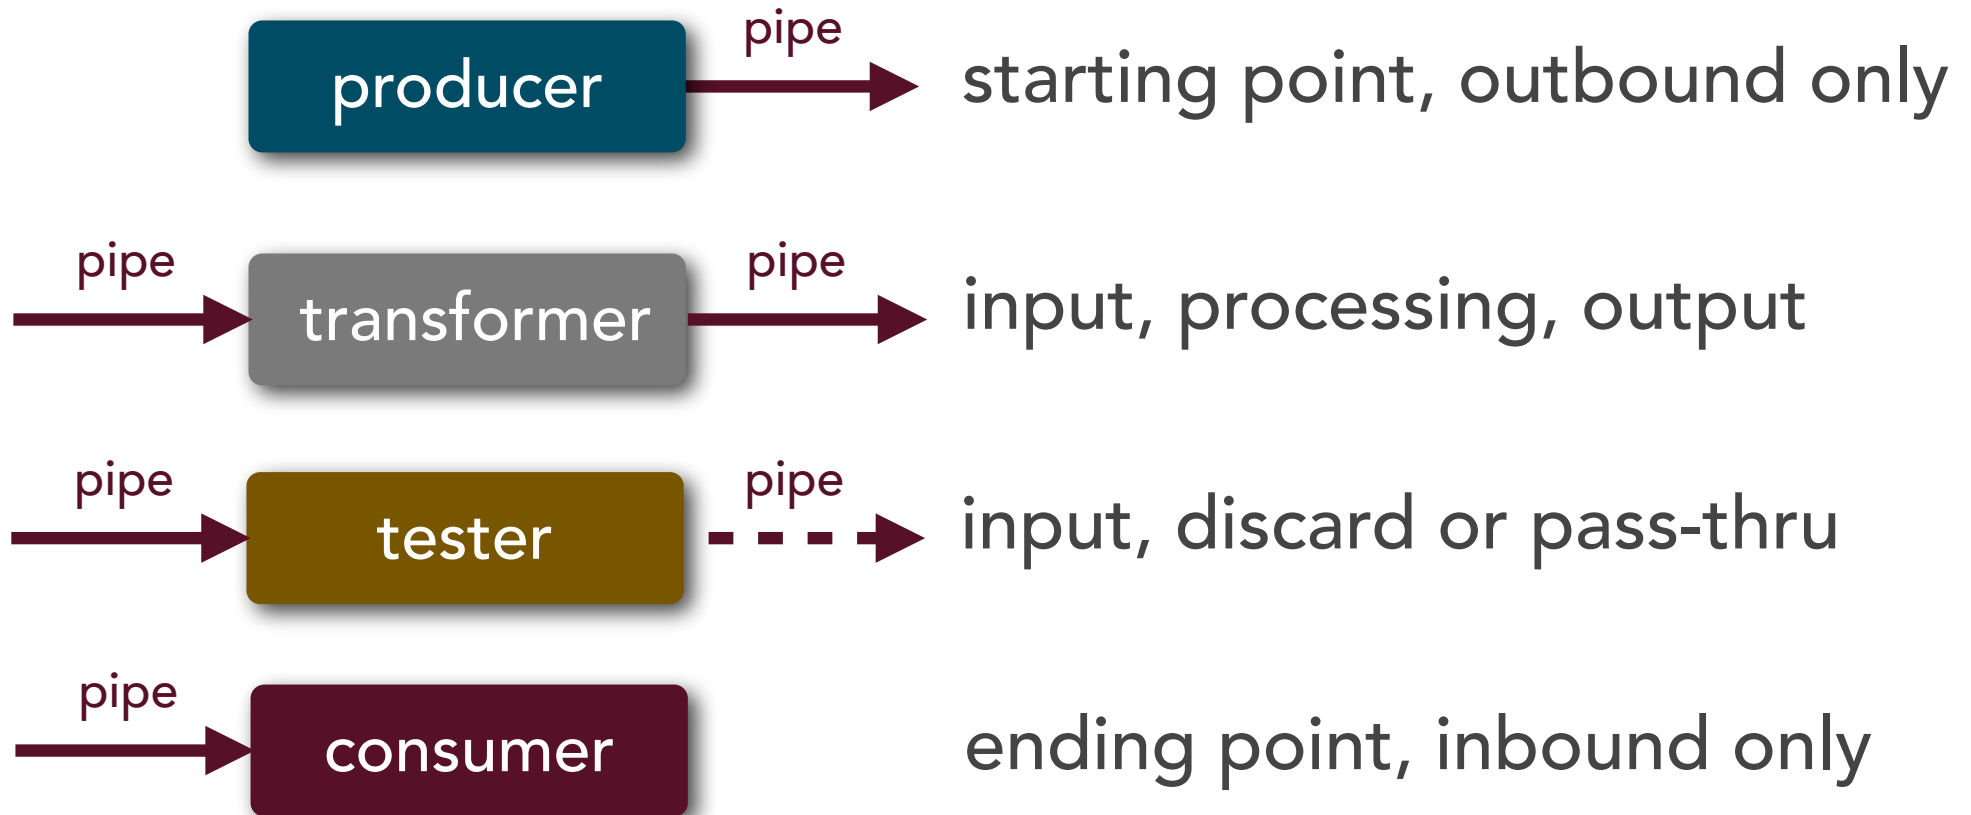 pipe
producer
starting point, outbound only
pipe
transformer
pipe
input, processing, output
pipe
tester
pipe
input, discard or pass-thru
pipe
consumer
ending point, inbound only